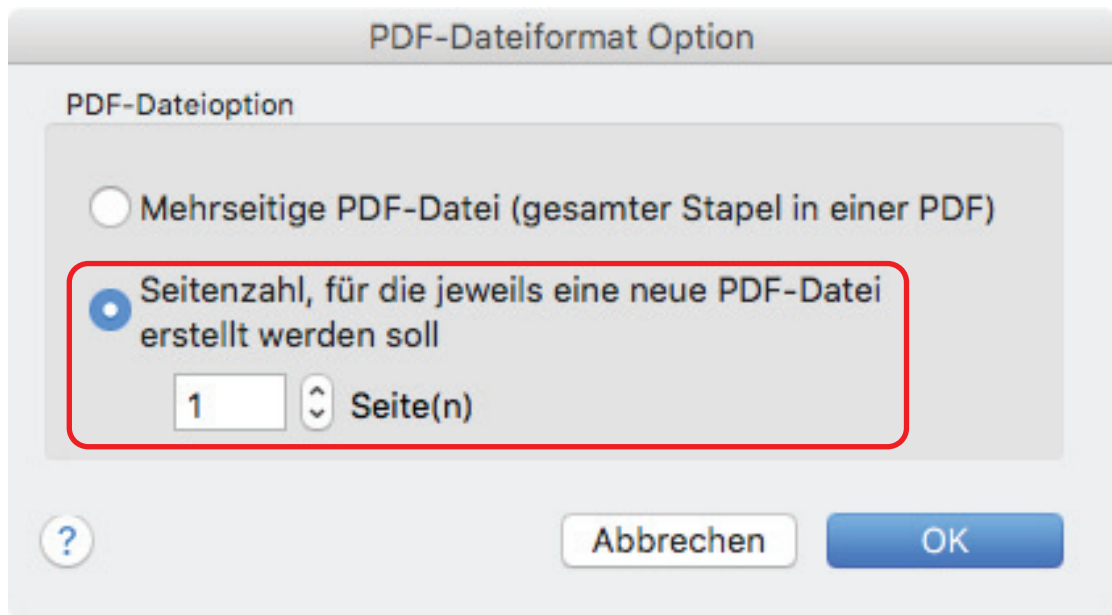 PDF-Dateiformat Option
PDF-Dateioption
Mehrseitige PDF-Datei (gesamter Stapel in einer PDF)
Seitenzahl, für die jeweils eine neue PDF-Datei
erstellt werden soll
1 Seite(n)
? Abbrechen OK